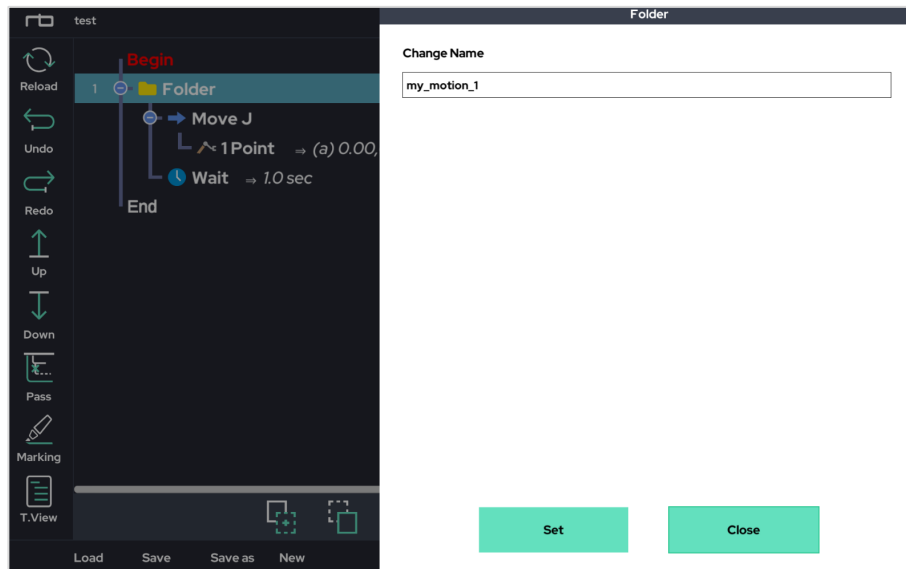 test
Folder
Begin
1 Folder
Move J
1 Point ⇒ (a) 0.00,
Wait ⇒ 1.0 sec
End
Reload
Undo
Redo
Up
Down
Pass
Marking
T.View
Load Save Save as New
Change Name
my_motion_1
Set Close